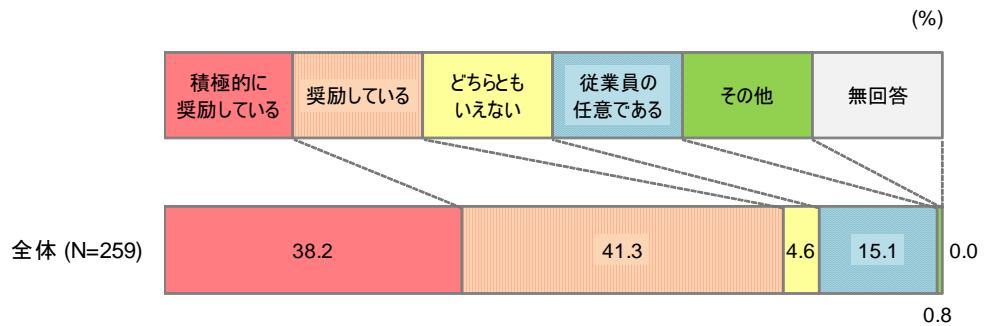 (%)
積極的に
奨励している
奨励している
どちらとも
いえない
従業員の
任意である
その他
無回答
全体 (N=259)
38.2
41.3
4.6
15.1
0.0
0.8